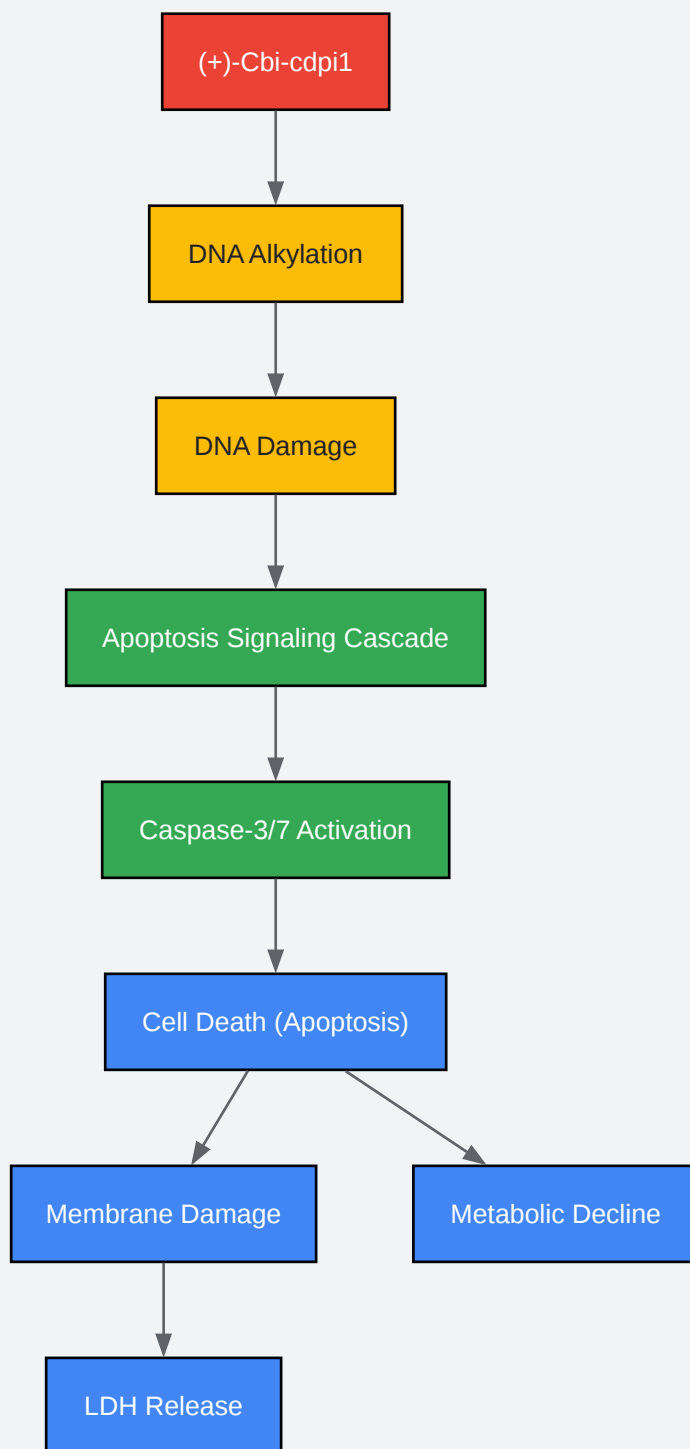 (+)-Cbi-cdpi1
DNA Alkylation
DNA Damage
Apoptosis Signaling Cascade
Caspase-3/7 Activation
Cell Death (Apoptosis)
Membrane Damage
Metabolic Decline
LDH Release